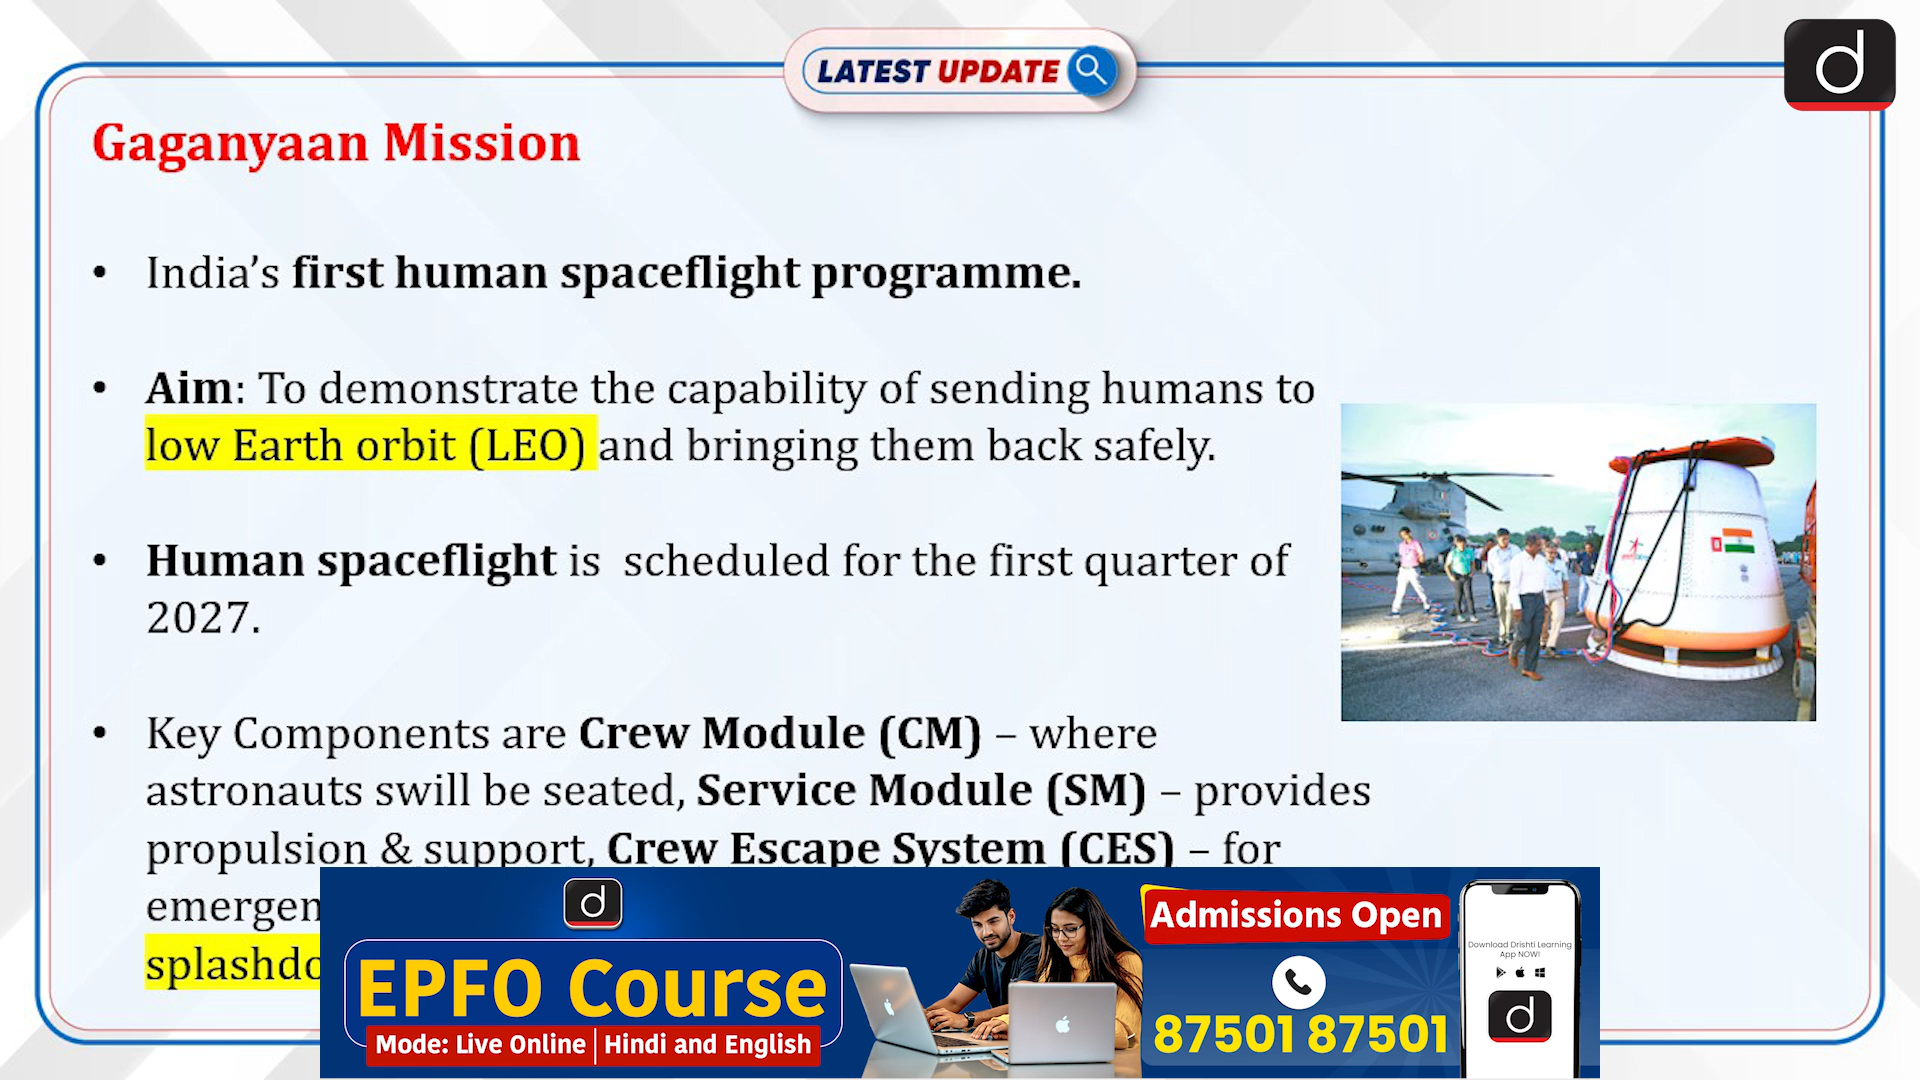 LATEST UPDATE
d
Gaganyaan Mission
• India’s first human spaceflight programme.
• Aim: To demonstrate the capability of sending humans to
low Earth orbit (LEO) and bringing them back safely.
• Human spaceflight is scheduled for the first quarter of
2027.
• Key Components are Crew Module (CM) – where
astronauts swill be seated, Service Module (SM) – provides
propulsion & support, Crew Escape System (CES) – for
d
EPFO Course
Mode: Live Online | Hindi and English
Admissions Open
87501 87501
Download Drishti Learning
App NOW!
d